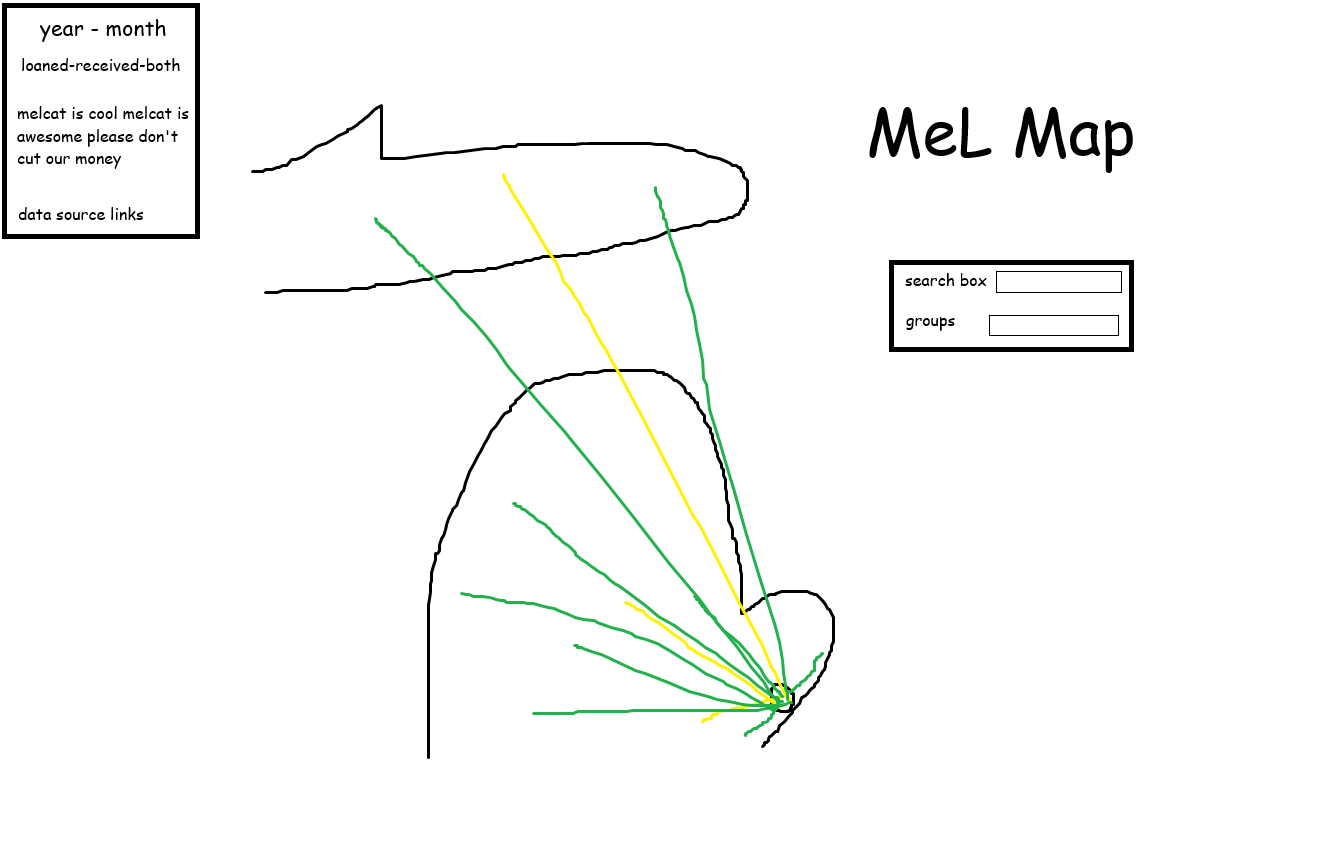 year - month
loaned-received-both
melcat is cool melcat is
awesome please don't
cut our money
data source links
MeL Map
search box
groups